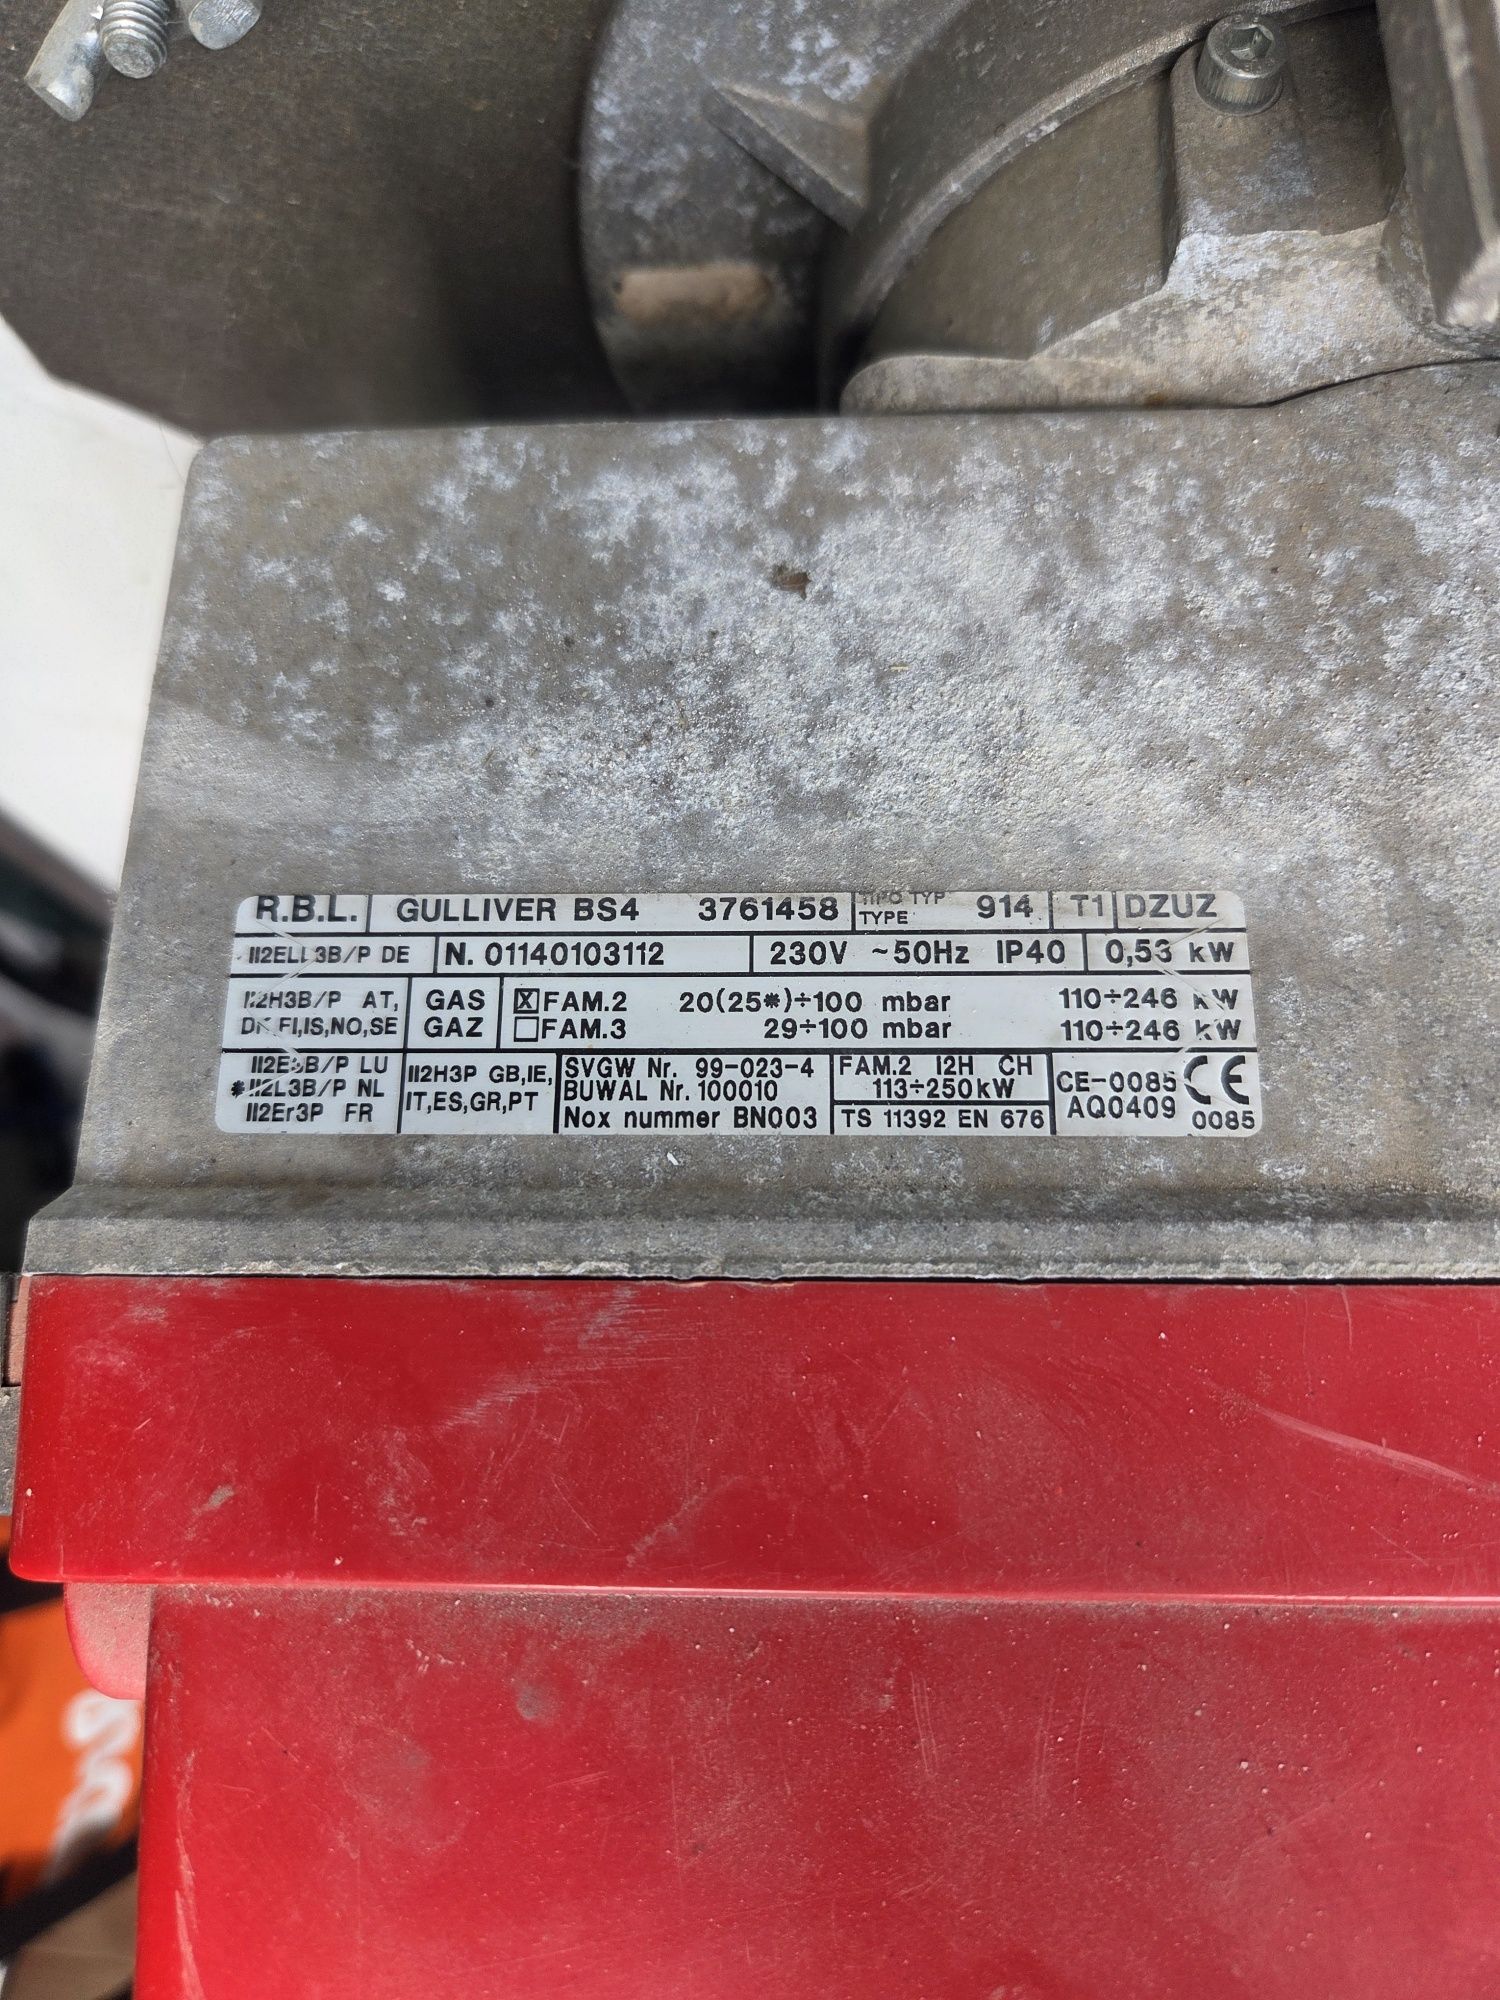 R.B.L. GULLIVER BS4 3761458 TIPO TYP TYPE 914 T1 DZUZ
II2ELL3B/P DE N. 01140103112 230V ~50Hz IP40 0,53 kW
II2H3B/P AT, GAS ☒FAM.2 20(25*)÷100 mbar 110÷246 kW
DK,FI,IS,NO,SE GAZ ☐FAM.3 29÷100 mbar 110÷246 kW
II2E3B/P LU
*II2L3B/P NL
II2Er3P FR
II2H3P GB,IE,
IT,ES,GR,PT
SVGW Nr. 99-023-4
BUWAL Nr. 100010
Nox nummer BN003
FAM.2 I2H CH
113÷250kW
TS 11392 EN 676
CE-0085
AQ0409
CE
0085